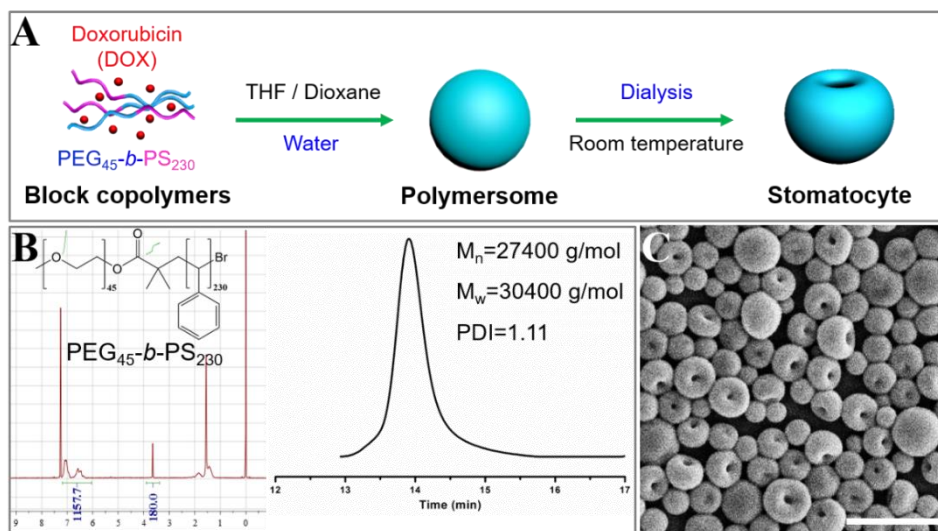 A
Doxorubicin
(DOX)
PEG45-b-PS230
Block copolymers
THF / Dioxane
Water
Polymersome
Dialysis
Room temperature
Stomatocyte
B
O
O
O
Br
45
230
PEG45-b-PS230
1157.7
180.0
9 8 7 6 5 4 3 2 1 0
Mn=27400 g/mol
Mw=30400 g/mol
PDI=1.11
12 13 14 15 16 17
Time (min)
C